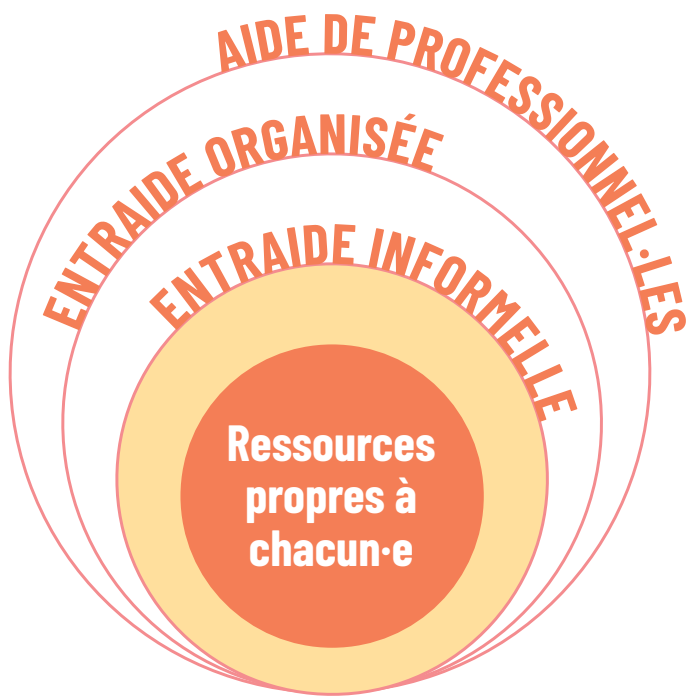 AIDE DE PROFESSIONNEL·LES
ENTRAIDE ORGANISÉE
ENTRAIDE INFORMELLE
Ressources
propres à
chacun·e